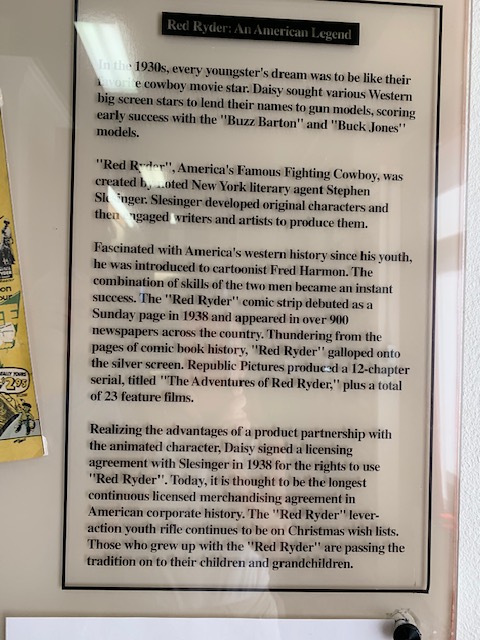 Red Ryder: An American Legend
In the 1930s, every youngster's dream was to be like their
favorite cowboy movie star. Daisy sought various Western
big screen stars to lend their names to gun models, scoring
early success with the "Buzz Barton" and "Buck Jones"
models.
"Red Ryder", America's Famous Fighting Cowboy, was
created by noted New York literary agent Stephen
Slesinger. Slesinger developed original characters and
then engaged writers and artists to produce them.
Fascinated with America's western history since his youth,
he was introduced to cartoonist Fred Harmon. The
combination of skills of the two men became an instant
success. The "Red Ryder" comic strip debuted as a
Sunday page in 1938 and appeared in over 900
newspapers across the country. Thundering from the
pages of comic book history, "Red Ryder" galloped onto
the silver screen. Republic Pictures produced a 12-chapter
serial, titled "The Adventures of Red Ryder," plus a total
of 23 feature films.
Realizing the advantages of a product partnership with
the animated character, Daisy signed a licensing
agreement with Slesinger in 1938 for the rights to use
"Red Ryder". Today, it is thought to be the longest
continuous licensed merchandising agreement in
American corporate history. The "Red Ryder" lever-
action youth rifle continues to be on Christmas wish lists.
Those who grew up with the "Red Ryder" are passing the
tradition on to their children and grandchildren.
$2.95